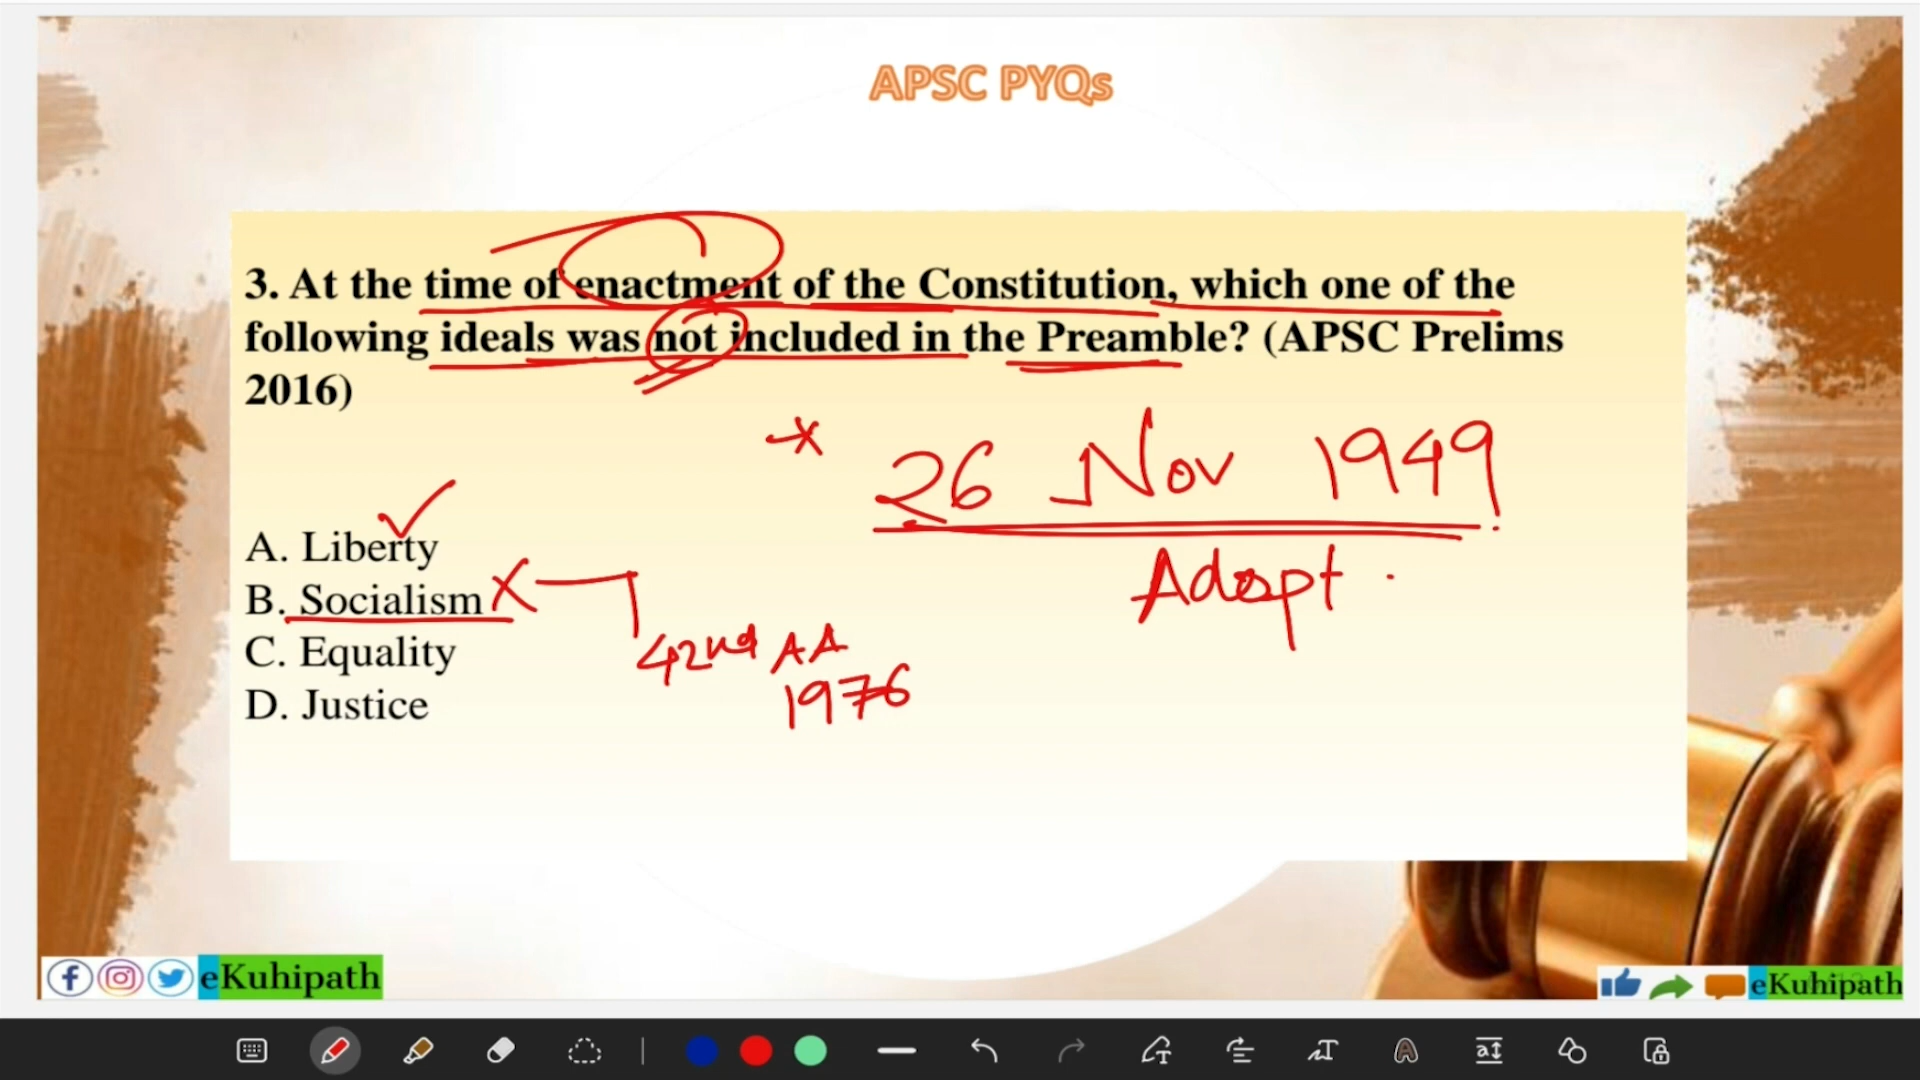 APSC PYQs
3. At the time of enactment of the Constitution, which one of the
following ideals was not included in the Preamble? (APSC Prelims
2016)
26 Nov 1949
Adopt
A. Liberty
B. Socialism
C. Equality
D. Justice
42nd AA
1976
eKuhipath
eKuhipath